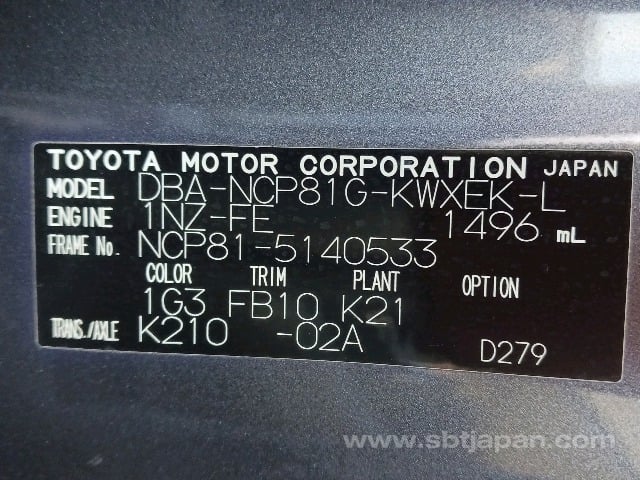 TOYOTA MOTOR CORPORATION JAPAN
MODEL DBA-NCP81G-KWXEK-L
ENGINE 1NZ-FE 1496 mL
FRAME No. NCP81-5140533
COLOR TRIM PLANT OPTION
1G3 FB10 K21
TRANS./AXLE K210 -02A
D279
www.sbtjapan.com